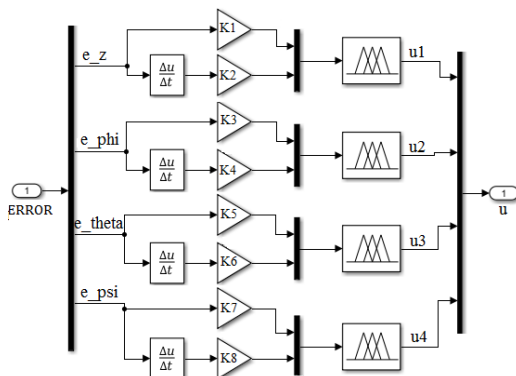 e_z
K1
Δu
Δt
K2
u1
e_phi
K3
Δu
Δt
K4
u2
1
ERROR
e_theta
K5
Δu
Δt
K6
u3
1
u
e_psi
K7
Δu
Δt
K8
u4